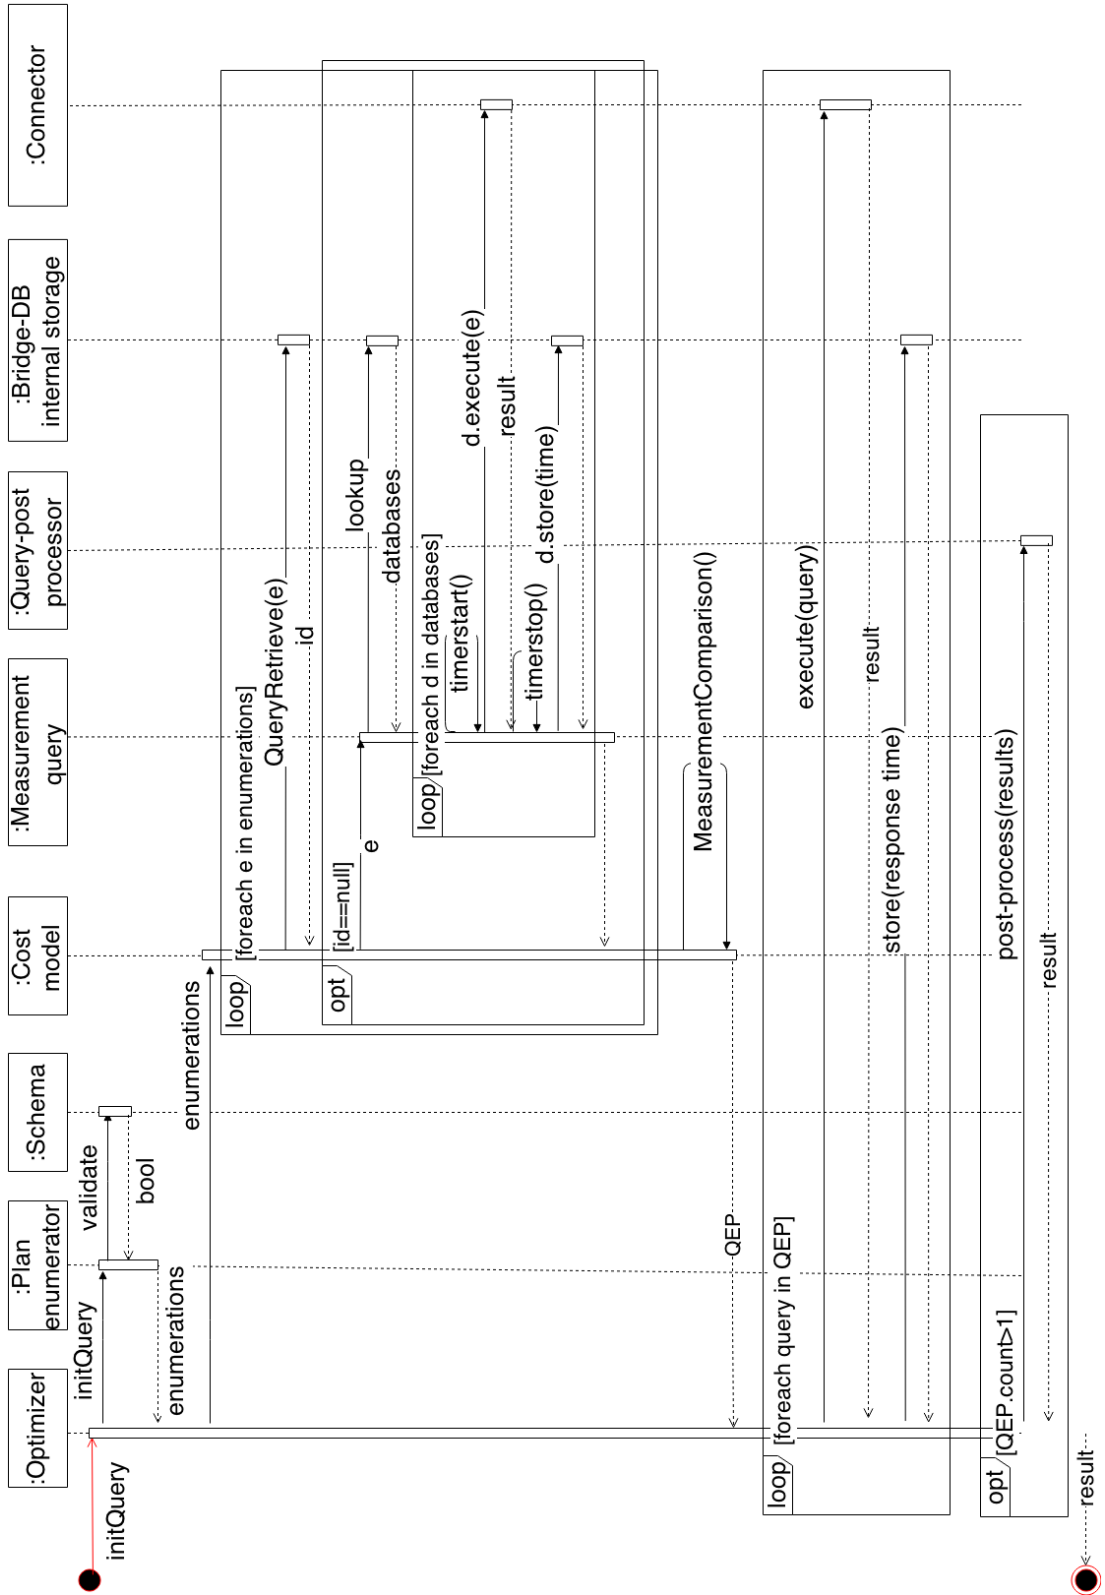 :Optimizer
:Plan
enumerator
:Schema
:Cost
model
:Measurement
query
:Query-post
processor
:Bridge-DB
internal storage
:Connector
initQuery
initQuery
validate
bool
enumerations
enumerations
loop
[foreach e in enumerations]
QueryRetrieve(e)
id
opt
[id==null]
e
lookup
databases
loop
[foreach d in databases]
timerstart()
d.execute(e)
result
timerstop()
d.store(time)
MeasurementComparison()
QEP
loop
[foreach query in QEP]
execute(query)
result
store(response time)
opt
[QEP.count>1]
post-process(results)
result
result